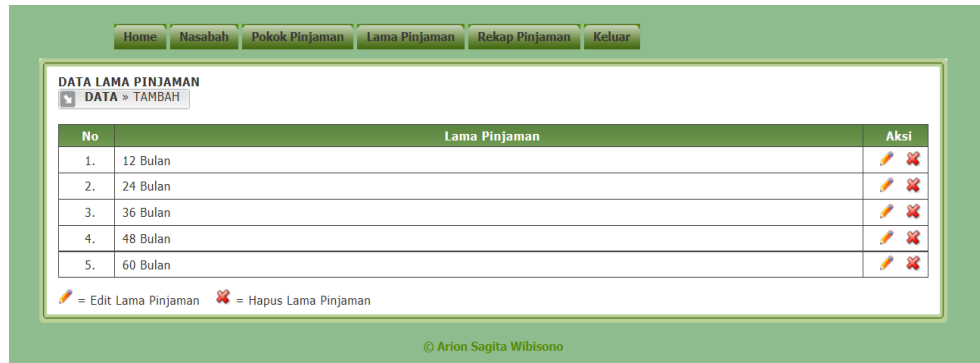 Home Nasabah Pokok Pinjaman Lama Pinjaman Rekap Pinjaman Keluar
DATA LAMA PINJAMAN
DATA » TAMBAH
No Lama Pinjaman Aksi
1. 12 Bulan
2. 24 Bulan
3. 36 Bulan
4. 48 Bulan
5. 60 Bulan
= Edit Lama Pinjaman = Hapus Lama Pinjaman
© Arion Sagita Wibisono